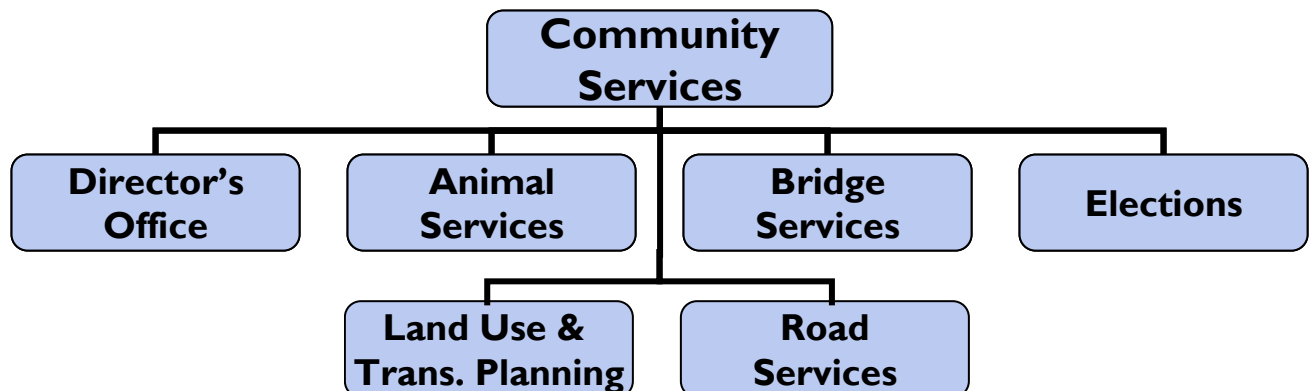 Community
Services
Director’s
Office
Animal
Services
Bridge
Services
Elections
Land Use &
Trans. Planning
Road
Services